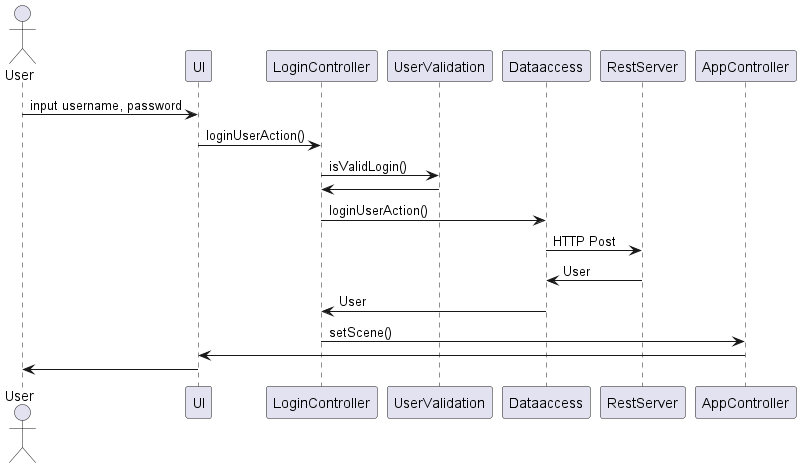 User
UI
LoginController
UserValidation
Dataaccess
RestServer
AppController
input username, password
loginUserAction()
isValidLogin()
loginUserAction()
HTTP Post
User
User
setScene()
User
UI
LoginController
UserValidation
Dataaccess
RestServer
AppController